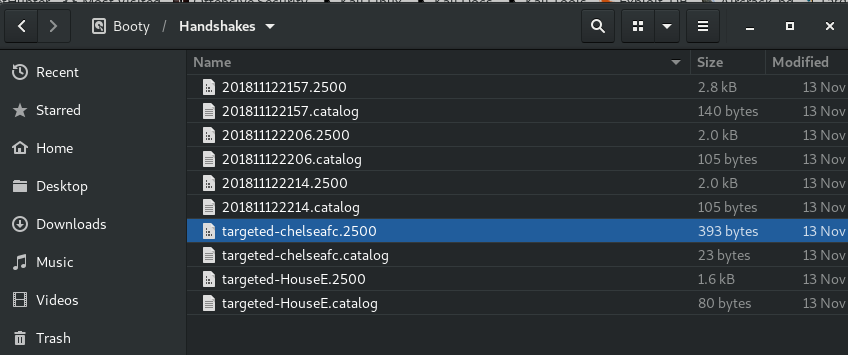 Booty / Handshakes
Name Size Modified
Recent
Starred
Home
Desktop
Downloads
Music
Videos
Trash
201811122157.2500 2.8 kB 13 Nov
201811122157.catalog 140 bytes 13 Nov
201811122206.2500 2.0 kB 13 Nov
201811122206.catalog 105 bytes 13 Nov
201811122214.2500 2.0 kB 13 Nov
201811122214.catalog 105 bytes 13 Nov
targeted-chelseafc.2500 393 bytes 13 Nov
targeted-chelseafc.catalog 23 bytes 13 Nov
targeted-HouseE.2500 1.6 kB 13 Nov
targeted-HouseE.catalog 80 bytes 13 Nov